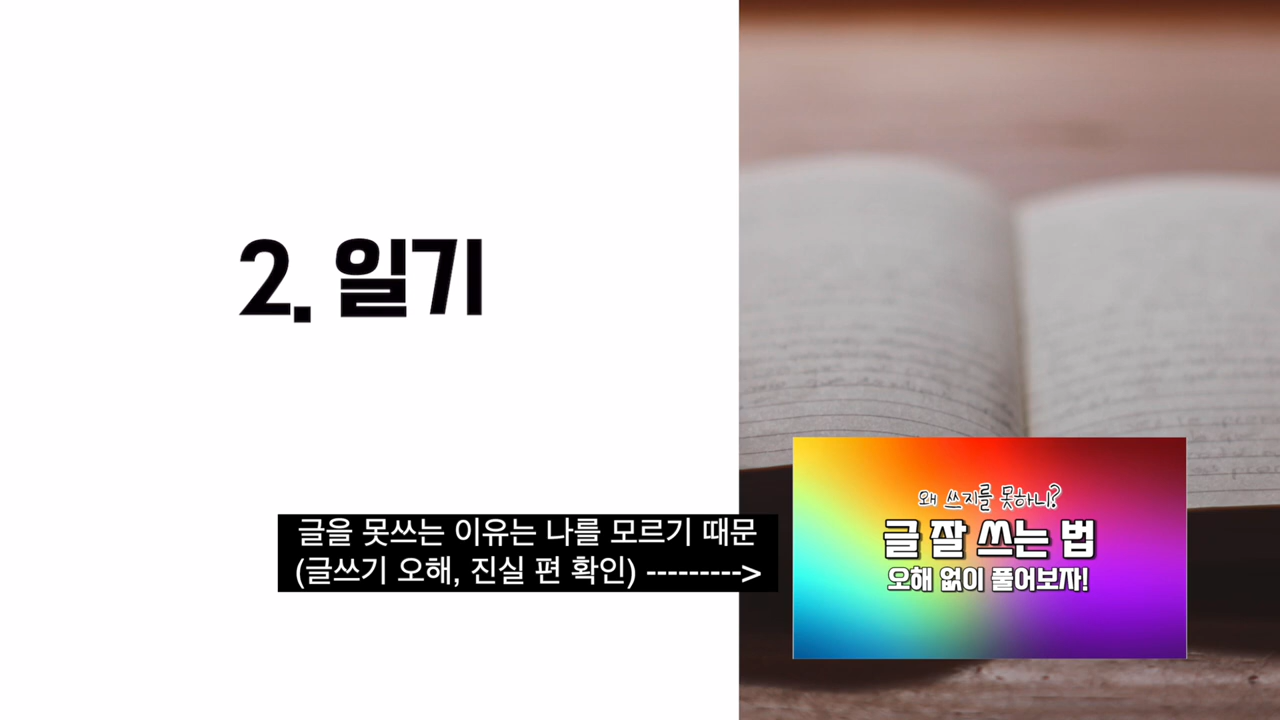 2. 일기
글을 못쓰는 이유는 나를 모르기 때문
(글쓰기 오해, 진실 편 확인) --------->
왜 쓰지를 못하니?
글 잘 쓰는 법
오해 없이 풀어보자!